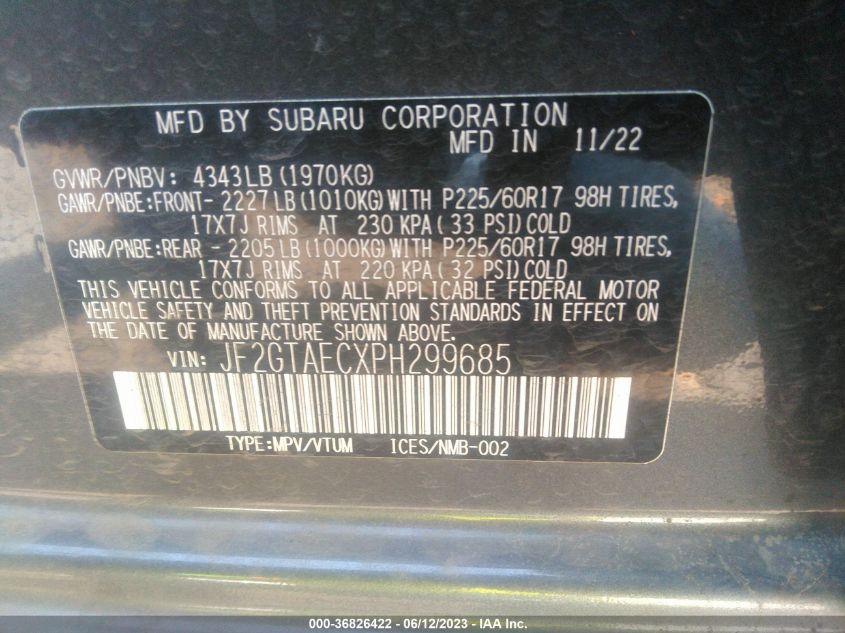 MFD BY SUBARU CORPORATION
MFD IN 11/22
GVWR/PNBV: 4343LB (1970KG)
GAWR/PNBE:FRONT- 2227LB (1010KG)WITH P225/60R17 98H TIRES,
17X7J RIMS AT 230 KPA( 33 PSI)COLD
GAWR/PNBE:REAR - 2205LB (1000KG)WITH P225/60R17 98H TIRES,
17X7J RIMS AT 220 KPA( 32 PSI)COLD
THIS VEHICLE CONFORMS TO ALL APPLICABLE FEDERAL MOTOR
VEHICLE SAFETY AND THEFT PREVENTION STANDARDS IN EFFECT ON
THE DATE OF MANUFACTURE SHOWN ABOVE.
VIN: JF2GTAECXPH299685
TYPE:MPV/VTUM ICES/NMB-002
000-36826422 - 06/12/2023 - IAA Inc.